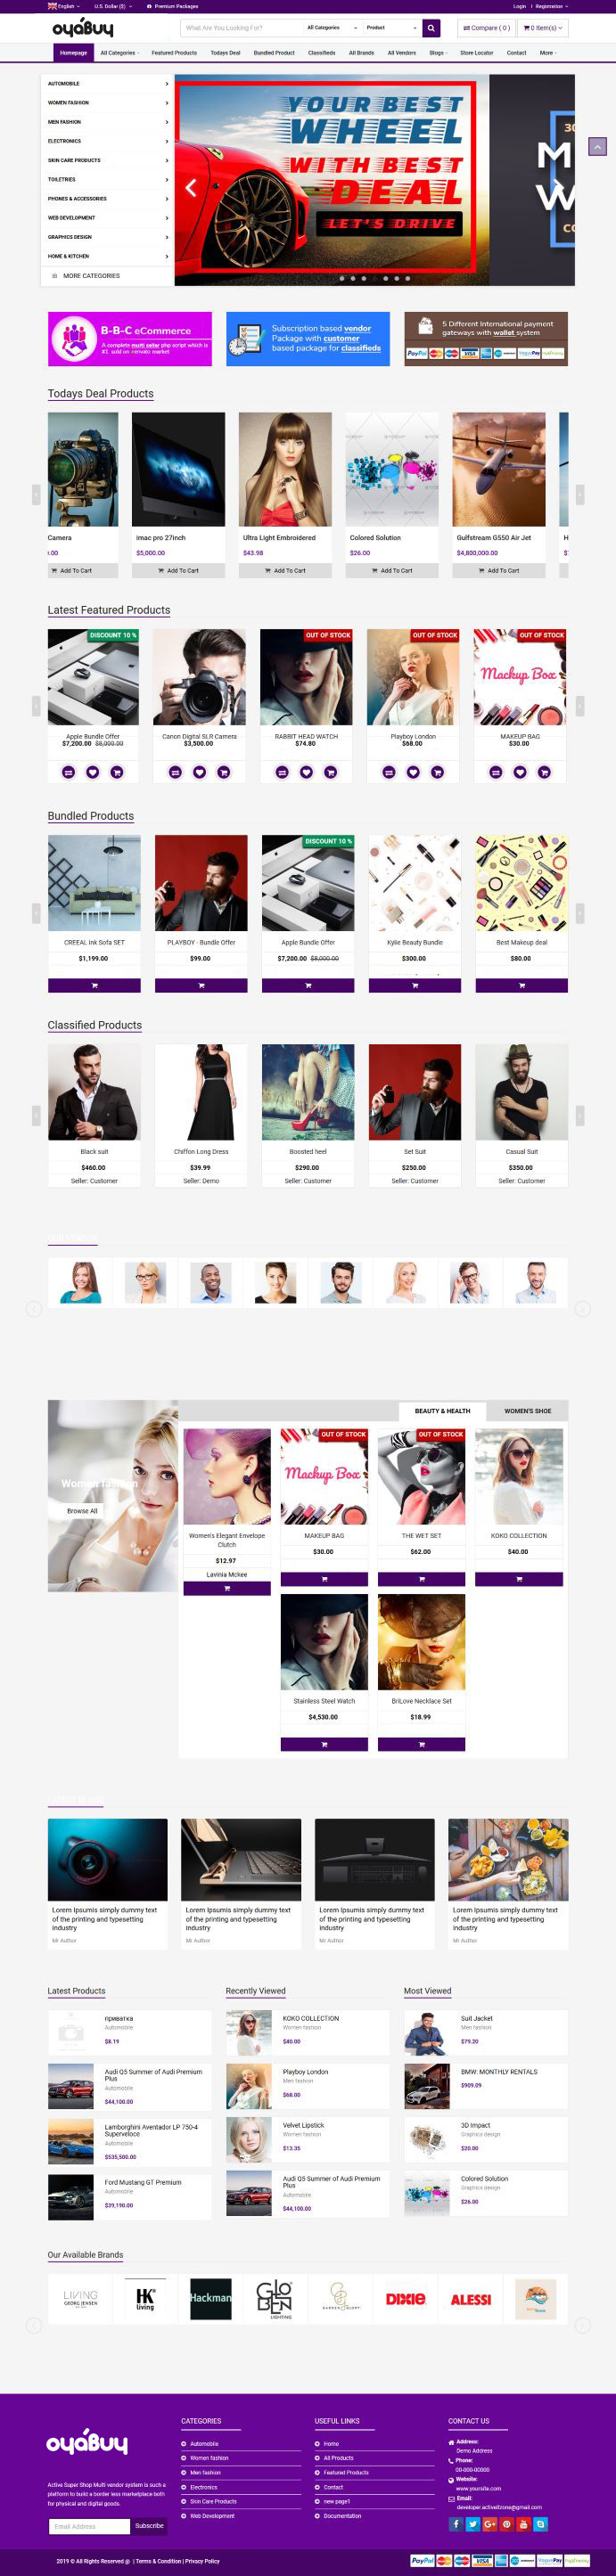 English
U.S. Dollar ($)
Premium Packages
Login
Registration
oyaBuy
What Are You Looking For?
All Categories
Product
Compare ( 0 )
0 Item(s)
Homepage
All Categories
Featured Products
Todays Deal
Bundled Product
Classifieds
All Brands
All Vendors
Blogs
Store Locator
Contact
More
AUTOMOBILE
WOMEN FASHION
MEN FASHION
ELECTRONICS
SKIN CARE PRODUCTS
TOILETRIES
PHONES & ACCESSORIES
WEB DEVELOPMENT
GRAPHICS DESIGN
HOME & KITCHEN
MORE CATEGORIES
YOUR BEST
WHEEL
WITH BEST
DEAL
LET'S DRIVE
B-B-C eCommerce
A complete multi seller php script which is
#1 sold on envato market
Subscription based vendor
Package with customer
based package for classifieds
5 Different International payment
gateways with wallet system
PayPal
VISA
Todays Deal Products
Camera
imac pro 27inch
$5,000.00
Ultra Light Embroidered
$43.98
Colored Solution
$26.00
Gulfstream G550 Air Jet
$4,800,000.00
Add To Cart
Add To Cart
Add To Cart
Add To Cart
Add To Cart
Latest Featured Products
DISCOUNT 10 %
OUT OF STOCK
OUT OF STOCK
OUT OF STOCK
Mackup Box
Apple Bundle Offer
$7,200.00 $8,000.00
Canon Digital SLR Camera
$3,500.00
RABBIT HEAD WATCH
$74.80
Playboy London
$68.00
MAKEUP BAG
$30.00
Bundled Products
DISCOUNT 10 %
CREEAL Ink Sofa SET
$1,199.00
PLAYBOY - Bundle Offer
$99.00
Apple Bundle Offer
$7,200.00 $8,000.00
Kylie Beauty Bundle
$300.00
Best Makeup deal
$80.00
Classified Products
Black suit
$460.00
Seller: Customer
Chiffon Long Dress
$39.99
Seller: Demo
Boosted heel
$290.00
Seller: Customer
Set Suit
$250.00
Seller: Customer
Casual Suit
$350.00
Seller: Customer
Women fashion
Browse All
BEAUTY & HEALTH
WOMEN'S SHOE
OUT OF STOCK
OUT OF STOCK
Mackup Box
Women's Elegant Envelope
Clutch
$12.97
Lavinia Mckee
MAKEUP BAG
$30.00
THE WET SET
$62.00
KOKO COLLECTION
$40.00
Stainless Steel Watch
$4,530.00
BriLove Necklace Set
$18.99
Lorem Ipsumis simply dummy text
of the printing and typesetting
industry
Mr Author
Lorem Ipsumis simply dummy text
of the printing and typesetting
industry
Mr Author
Lorem Ipsumis simply dummy text
of the printing and typesetting
industry
Mr Author
Lorem Ipsumis simply dummy text
of the printing and typesetting
industry
Mr Author
Latest Products
приватка
Automobile
$8.19
Audi Q5 Summer of Audi Premium
Plus
Automobile
$44,100.00
Lamborghini Aventador LP 750-4
Superveloce
Automobile
$535,500.00
Ford Mustang GT Premium
Automobile
$39,190.00
Recently Viewed
KOKO COLLECTION
Women fashion
$40.00
Playboy London
Men fashion
$68.00
Velvet Lipstick
Women fashion
$13.35
Audi Q5 Summer of Audi Premium
Plus
Automobile
$44,100.00
Most Viewed
Suit Jacket
Men fashion
$79.20
BMW: MONTHLY RENTALS
$909.09
3D Impact
Graphics design
$20.00
Colored Solution
Graphics design
$26.00
Our Available Brands
LIVING
GEORG JENSEN
HK
living
Hackman
GLOBEN
LIGHTING
DIXIE
ALESSI
oyaBuy
Active Super Shop Multi vendor system is such a
platform to build a border less marketplace both
for physical and digital goods.
Email Address
Subscribe
CATEGORIES
Automobile
Women fashion
Men fashion
Electronics
Skin Care Products
Web Development
USEFUL LINKS
Home
All Products
Featured Products
Contact
new page1
Documentation
CONTACT US
Address:
Demo Address
Phone:
00-800-00000
Website:
www.yoursite.com
Email:
developer.activeitzone@gmail.com
2019 © All Rights Reserved @ | Terms & Condition | Privacy Policy
PayPal
VISA